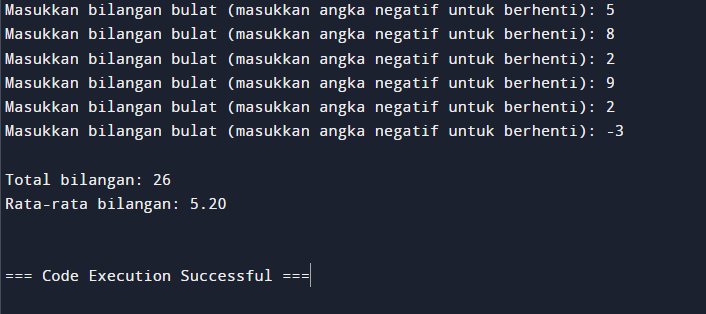 Masukkan bilangan bulat (masukkan angka negatif untuk berhenti): 5
Masukkan bilangan bulat (masukkan angka negatif untuk berhenti): 8
Masukkan bilangan bulat (masukkan angka negatif untuk berhenti): 2
Masukkan bilangan bulat (masukkan angka negatif untuk berhenti): 9
Masukkan bilangan bulat (masukkan angka negatif untuk berhenti): 2
Masukkan bilangan bulat (masukkan angka negatif untuk berhenti): -3
Total bilangan: 26
Rata-rata bilangan: 5.20
=== Code Execution Successful ===